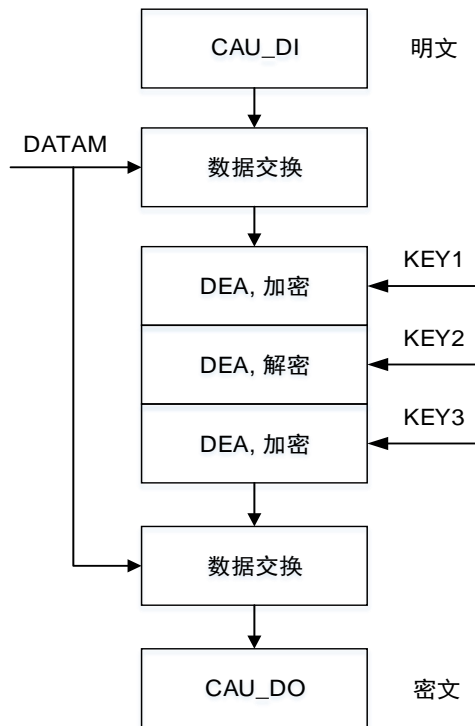 CAU_DI 明文
DATAM
数据交换
KEY1
DEA, 加密
KEY2
DEA, 解密
KEY3
DEA, 加密
数据交换
CAU_DO 密文